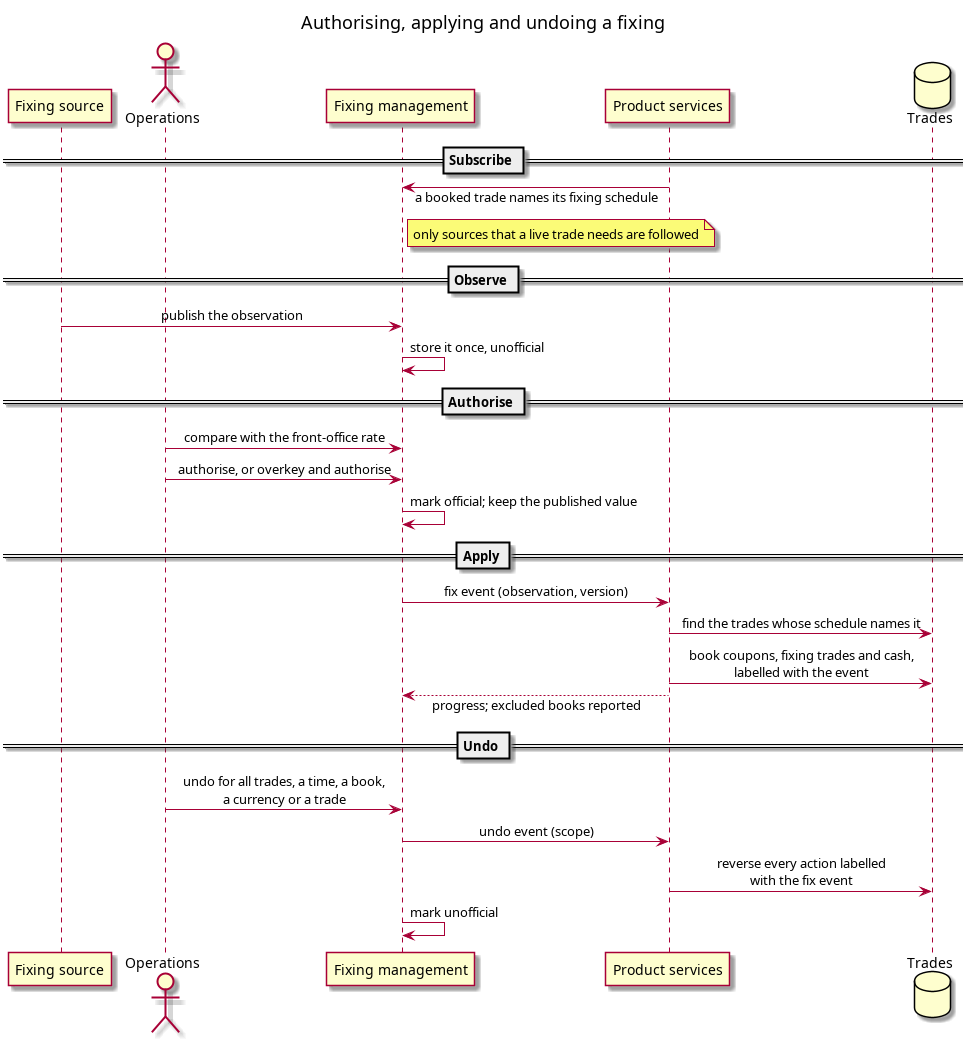 Authorising, applying and undoing a fixing
Fixing source
Operations
Fixing management
Product services
Trades
Subscribe
a booked trade names its fixing schedule
only sources that a live trade needs are followed
Observe
publish the observation
store it once, unofficial
Authorise
compare with the front-office rate
authorise, or overkey and authorise
mark official; keep the published value
Apply
fix event (observation, version)
find the trades whose schedule names it
book coupons, fixing trades and cash,
labelled with the event
progress; excluded books reported
Undo
undo for all trades, a time, a book,
a currency or a trade
undo event (scope)
reverse every action labelled
with the fix event
mark unofficial
Fixing source
Operations
Fixing management
Product services
Trades